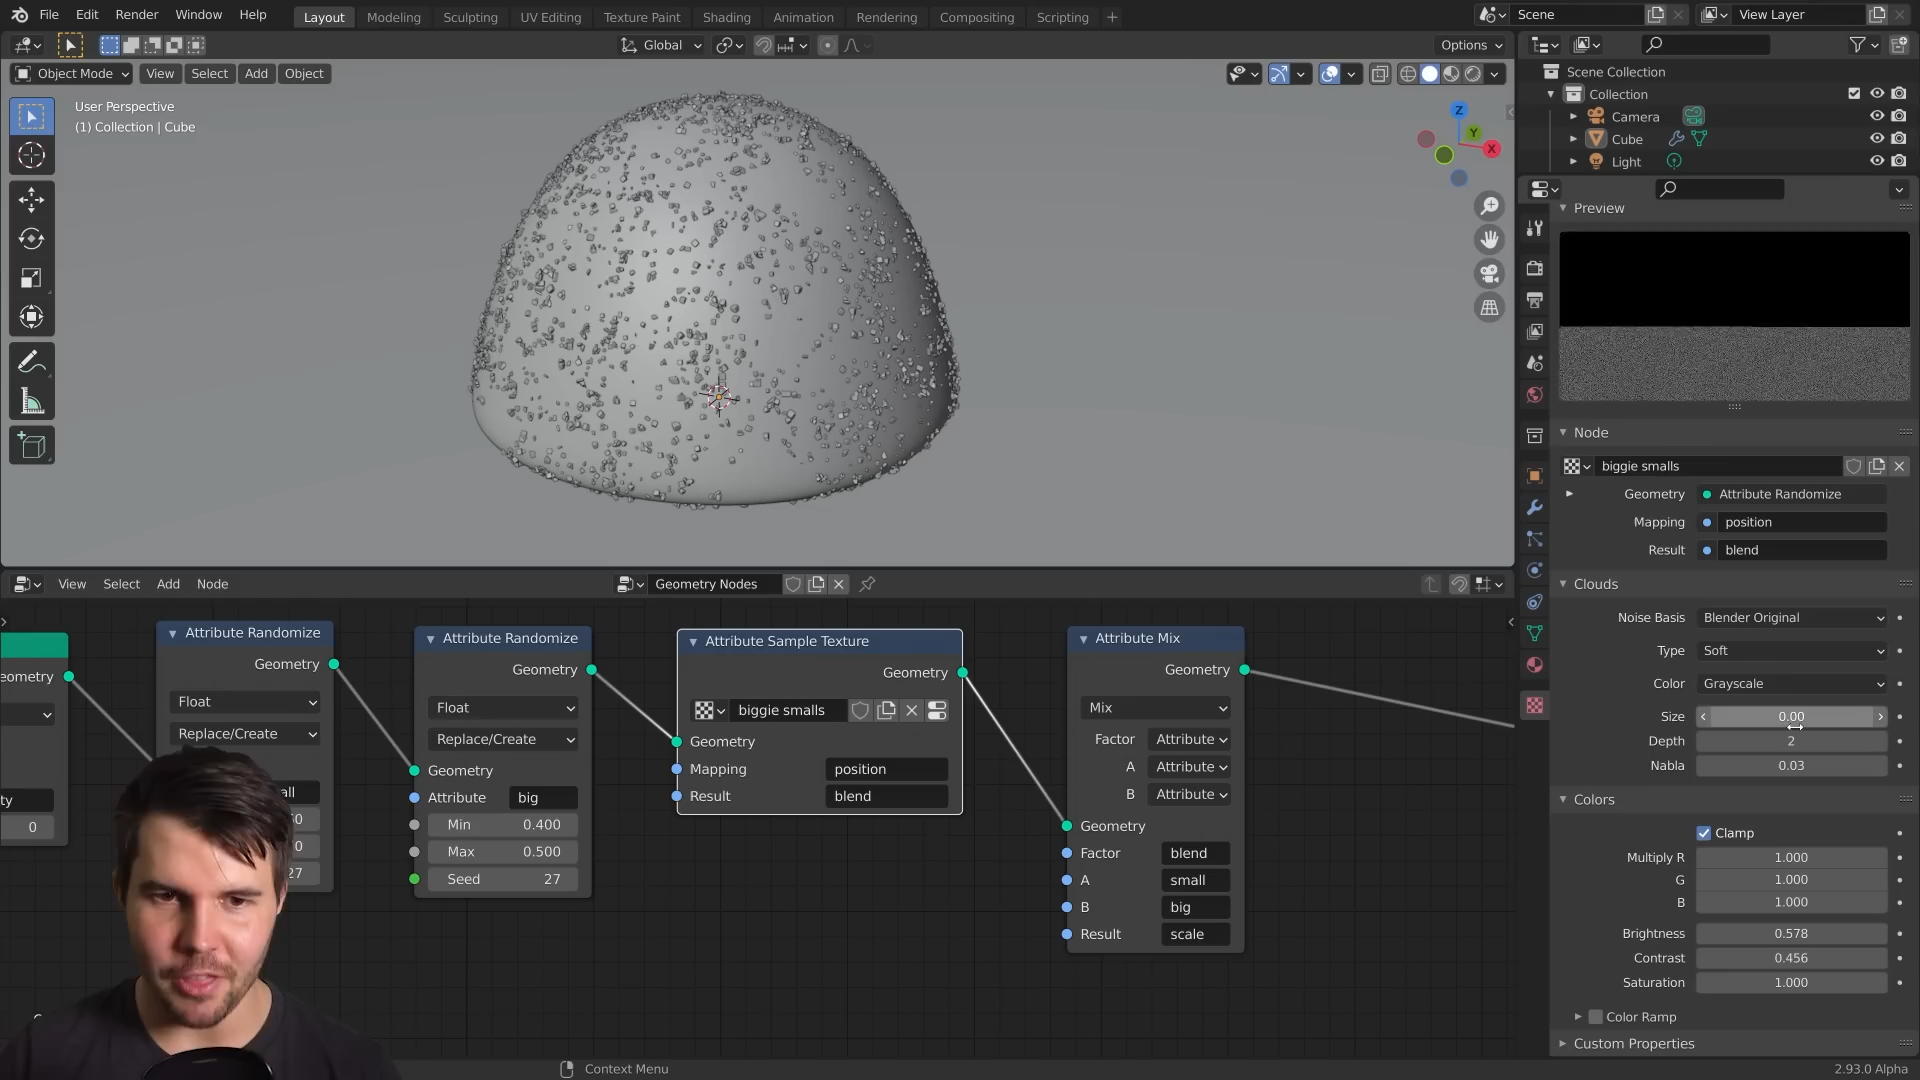 File Edit Render Window Help Layout Modeling Sculpting UV Editing Texture Paint Shading Animation Rendering Compositing Scripting + Scene View Layer
Global Options
Object Mode View Select Add Object
User Perspective
(1) Collection | Cube
Z
Y
X
Scene Collection
Collection
Camera
Cube
Light
Preview
Node
biggie smalls
Geometry Attribute Randomize
Mapping position
Result blend
Clouds
Noise Basis Blender Original
Type Soft
Color Grayscale
Size 0.00
Depth 2
Nabla 0.03
Colors
Clamp
Multiply R 1.000
G 1.000
B 1.000
Brightness 0.578
Contrast 0.456
Saturation 1.000
Color Ramp
Custom Properties
View Select Add Node Geometry Nodes
eometry
ty
0
Attribute Randomize
Geometry
Float
Replace/Create
all
0
0
27
Attribute Randomize
Geometry
Float
Replace/Create
Geometry
Attribute big
Min 0.400
Max 0.500
Seed 27
Attribute Sample Texture
Geometry
biggie smalls
Geometry
Mapping position
Result blend
Attribute Mix
Geometry
Mix
Factor Attribute
A Attribute
B Attribute
Geometry
Factor blend
A small
B big
Result scale
Context Menu
2.93.0 Alpha